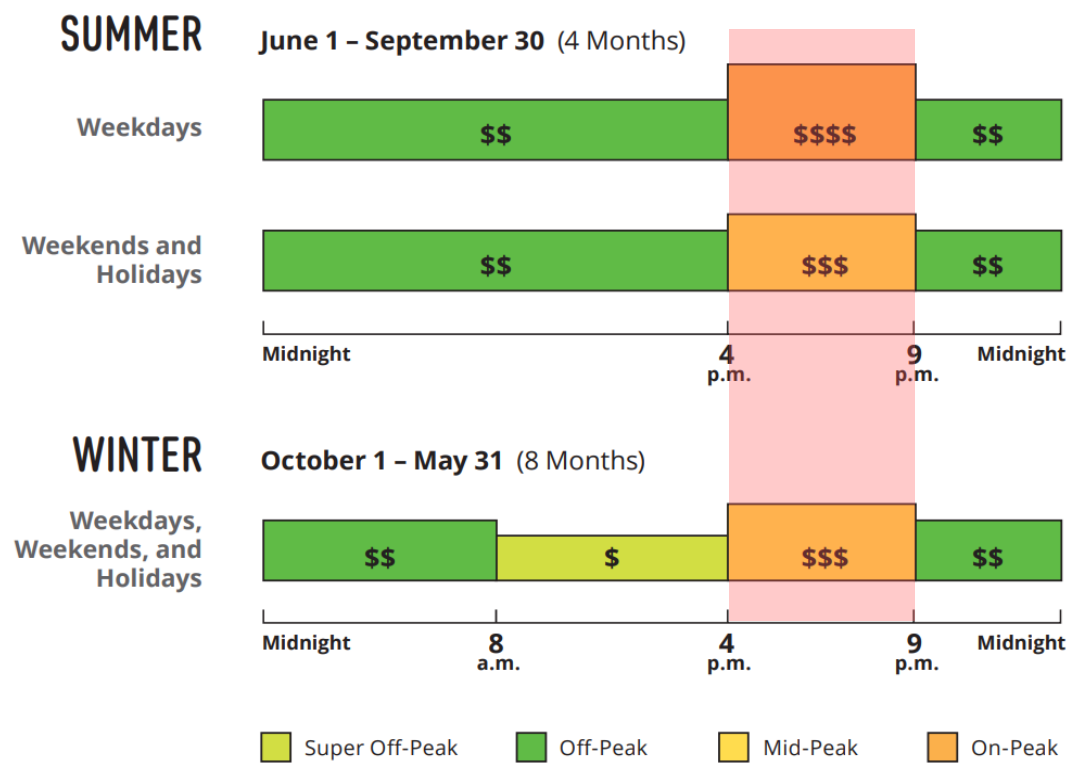 SUMMER June 1 – September 30 (4 Months)
Weekdays $$ $$$$ $$
Weekends and
Holidays $$ $$$ $$
Midnight 4 p.m. 9 p.m. Midnight
WINTER October 1 – May 31 (8 Months)
Weekdays,
Weekends, and
Holidays $$ $ $$$ $$
Midnight 8 a.m. 4 p.m. 9 p.m. Midnight
Super Off-Peak Off-Peak Mid-Peak On-Peak